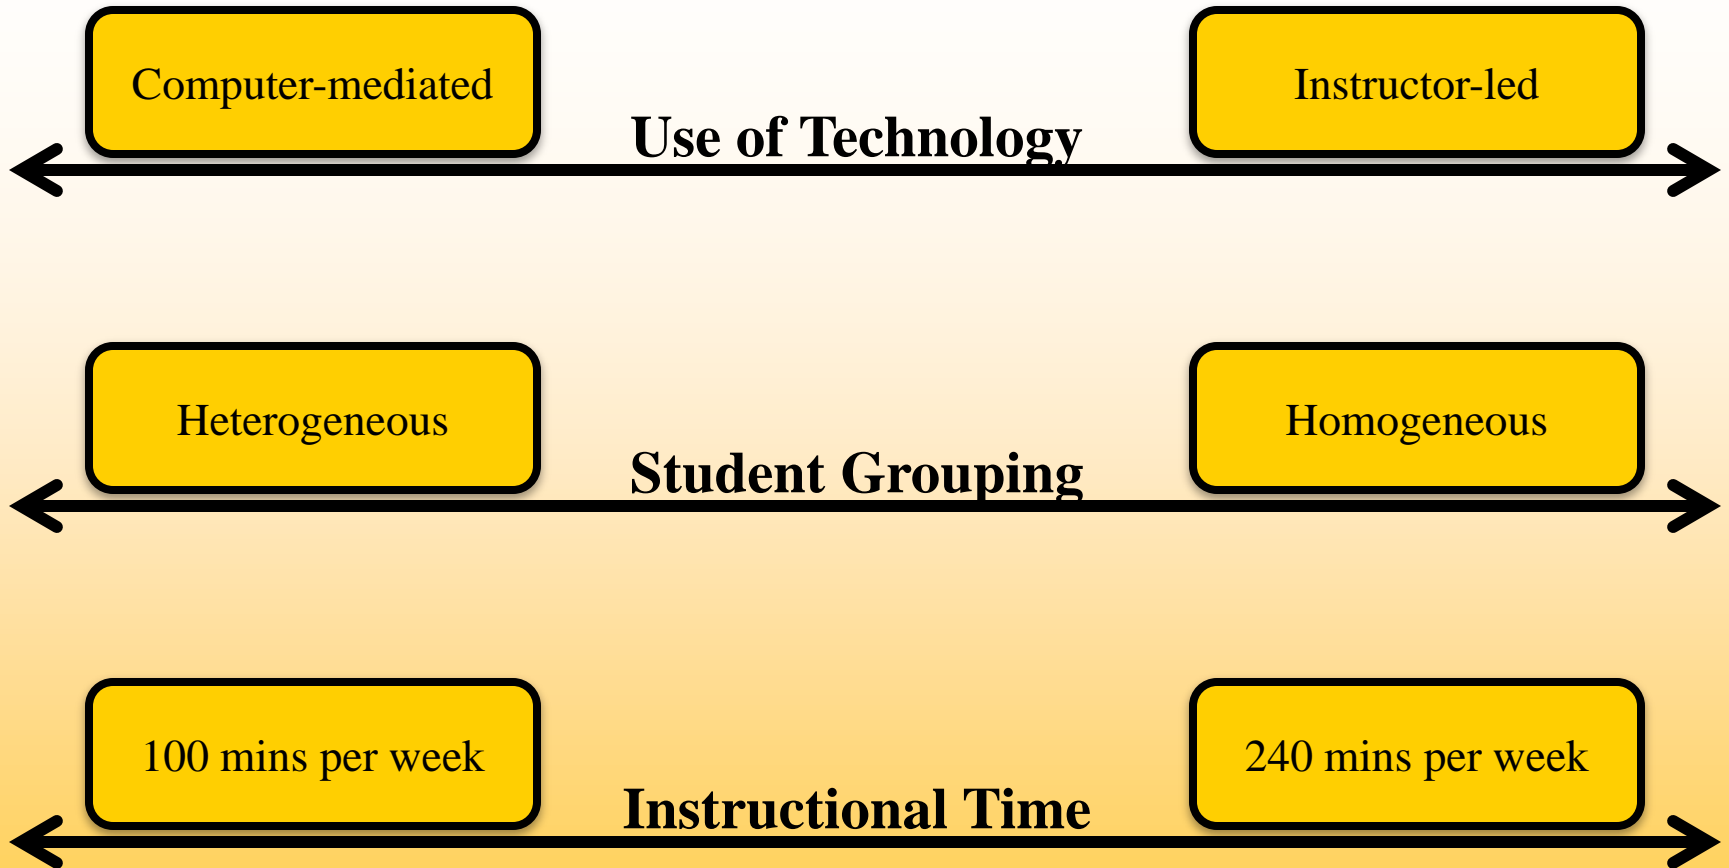 Computer-mediated
Instructor-led
Use of Technology
Heterogeneous
Homogeneous
Student Grouping
100 mins per week
240 mins per week
Instructional Time